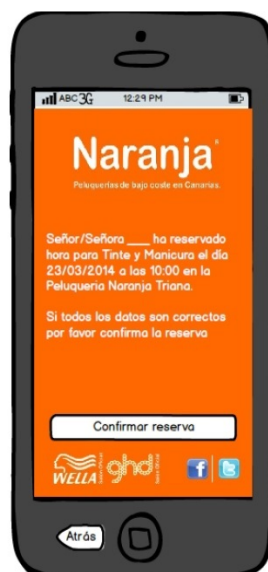 ABC 3G 12:29 PM
Naranja
Peluquerías de bajo coste en Canarias.
Señor/Señora ___ ha reservado
hora para Tinte y Manicura el día
23/03/2014 a las 10:00 en la
Peluqueria Naranja Triana.
Si todos los datos son correctos
por favor confirma la reserva
Confirmar reserva
WELLA ghd
Atrás